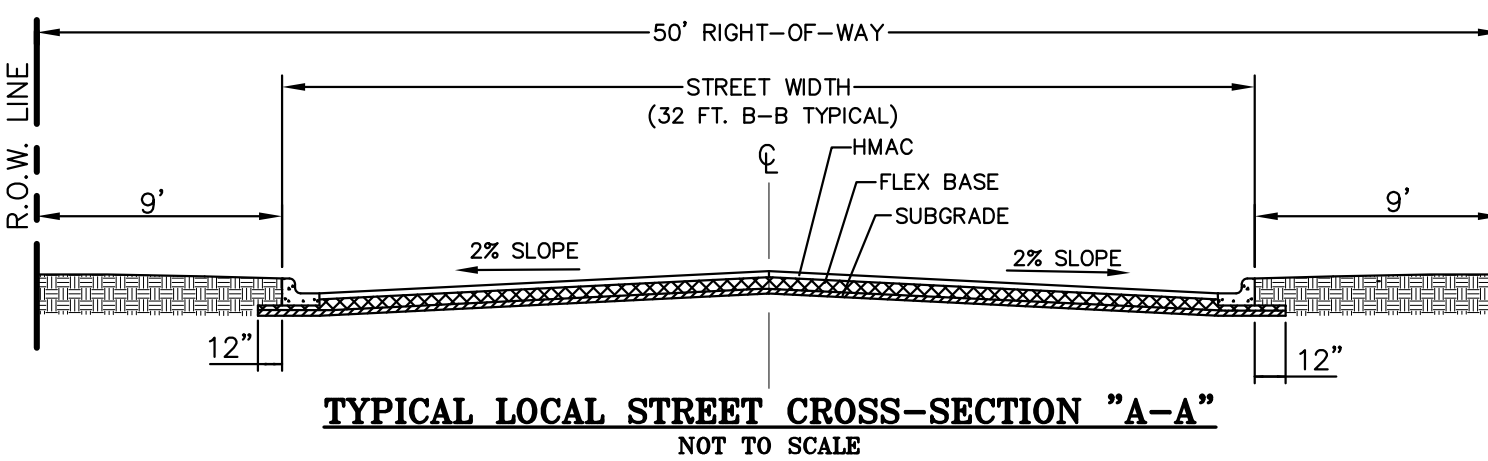 50' RIGHT-OF-WAY
R.O.W. LINE
STREET WIDTH
(32 FT. B-B TYPICAL)
℄
HMAC
FLEX BASE
SUBGRADE
9'
9'
2% SLOPE
2% SLOPE
12"
12"
TYPICAL LOCAL STREET CROSS-SECTION "A-A"
NOT TO SCALE